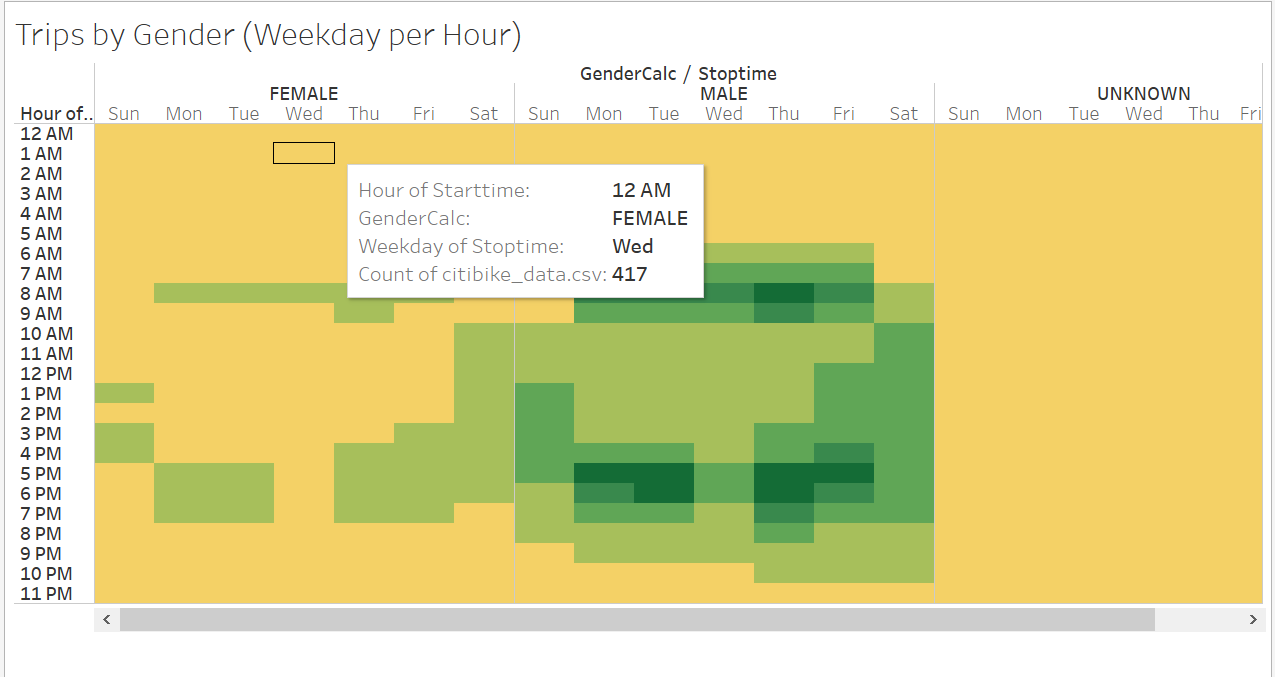 Trips by Gender (Weekday per Hour)
GenderCalc / Stoptime
FEMALE MALE UNKNOWN
Hour of.. Sun Mon Tue Wed Thu Fri Sat Sun Mon Tue Wed Thu Fri Sat Sun Mon Tue Wed Thu Fri
12 AM
1 AM
2 AM
3 AM
4 AM
5 AM
6 AM
7 AM
8 AM
9 AM
10 AM
11 AM
12 PM
1 PM
2 PM
3 PM
4 PM
5 PM
6 PM
7 PM
8 PM
9 PM
10 PM
11 PM
Hour of Starttime: 12 AM
GenderCalc: FEMALE
Weekday of Stoptime: Wed
Count of citibike_data.csv: 417